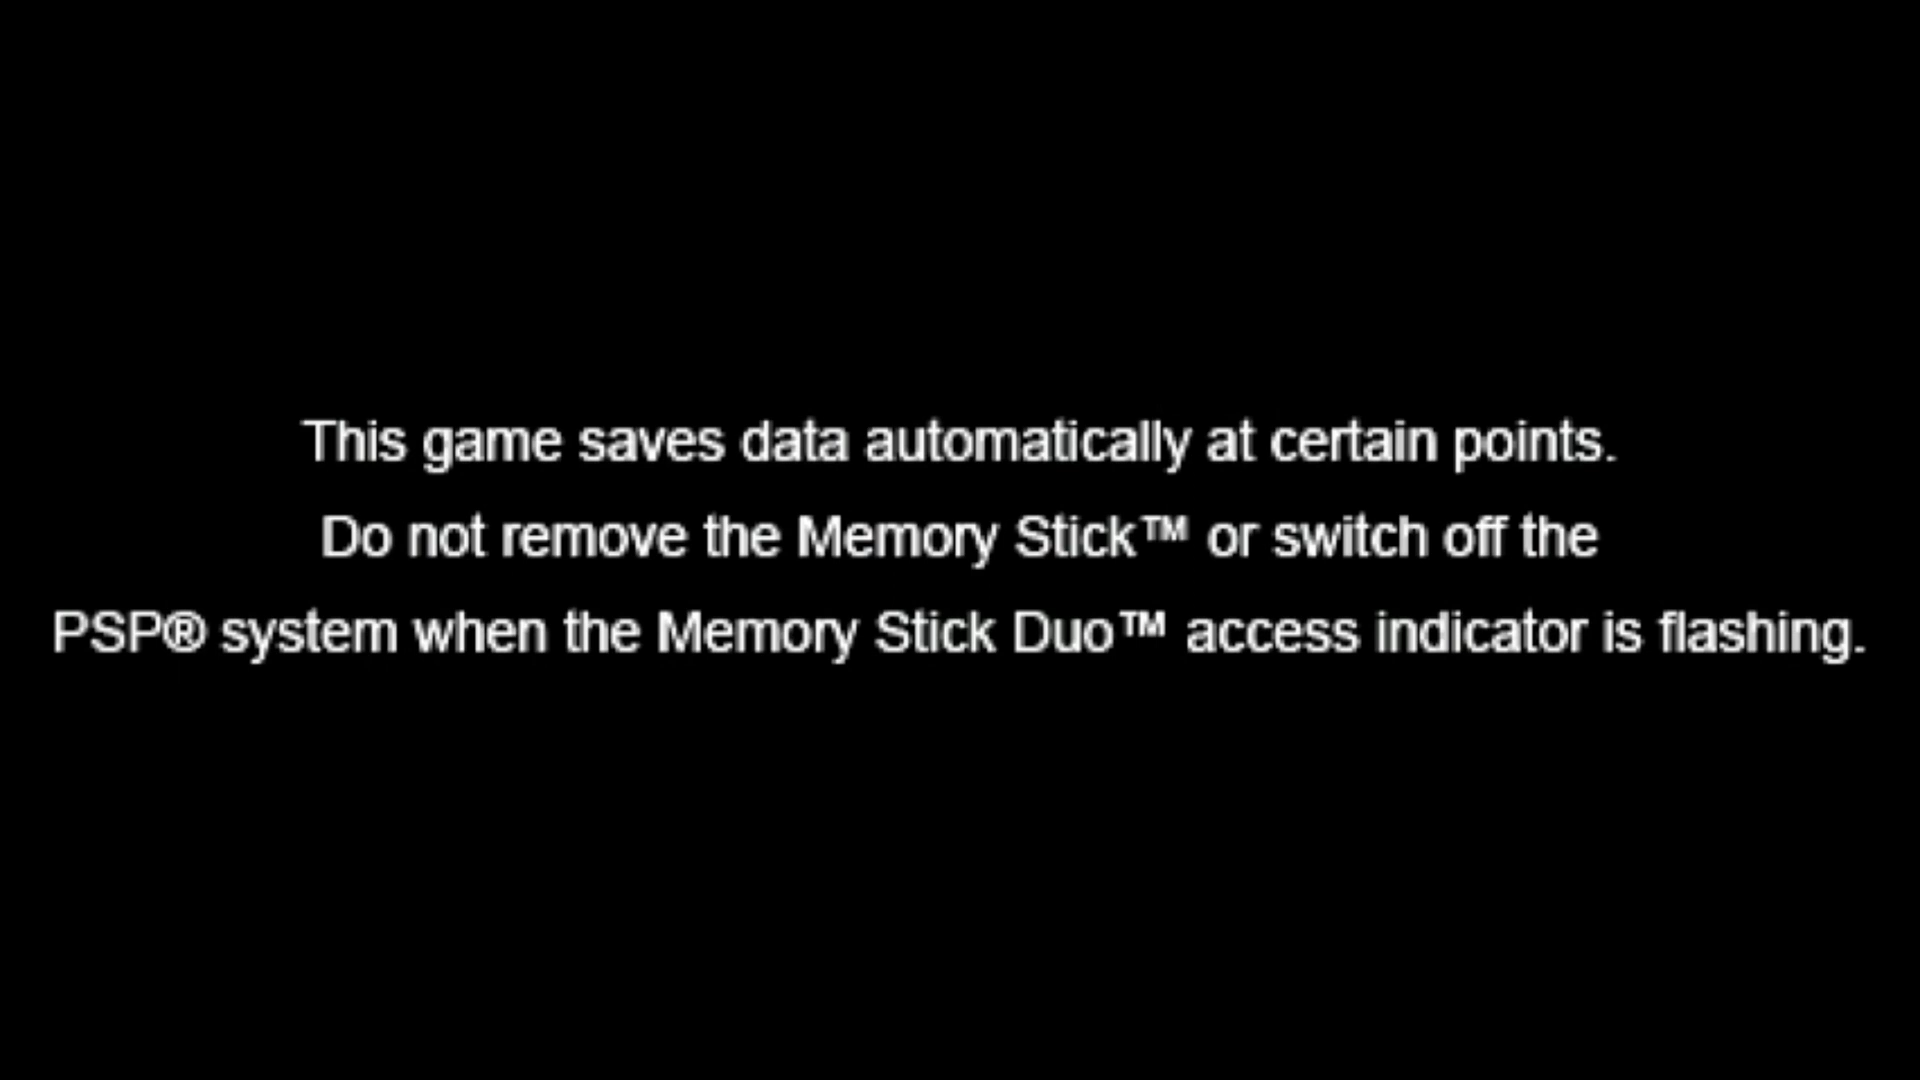 This game saves data automatically at certain points.
Do not remove the Memory Stick™ or switch off the
PSP® system when the Memory Stick Duo™ access indicator is flashing.